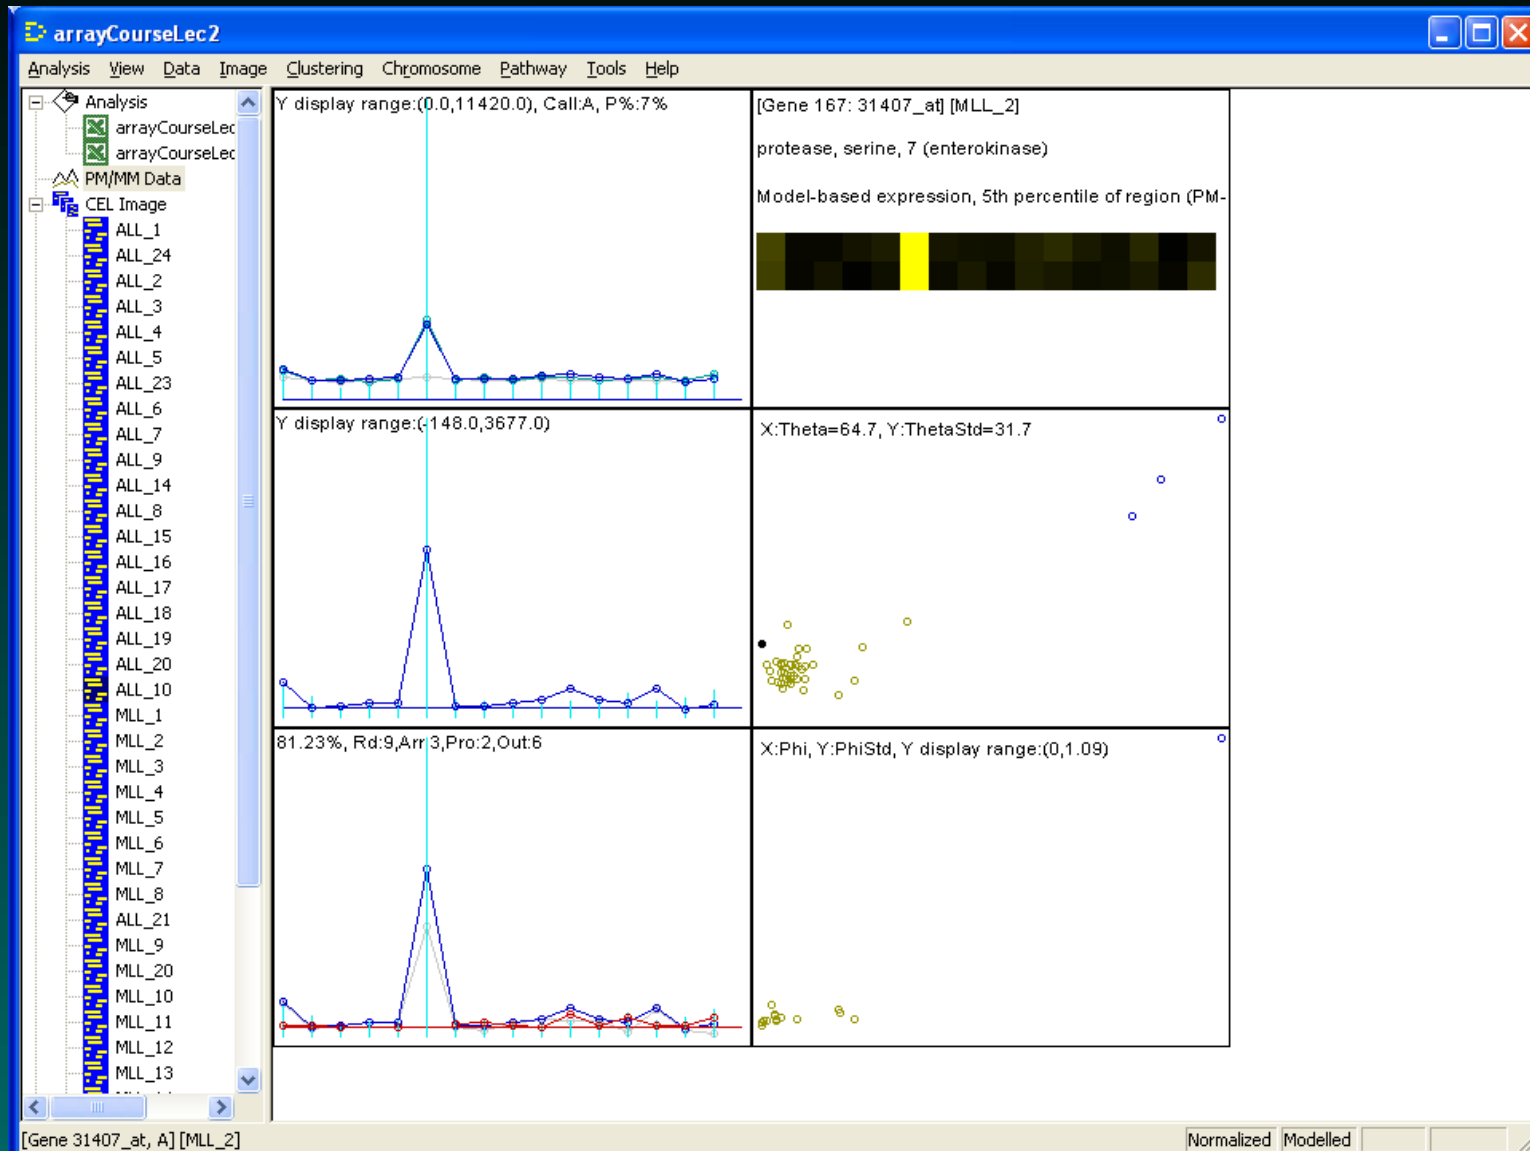 arrayCourseLec2
Analysis View Data Image Clustering Chromosome Pathway Tools Help
Analysis
arrayCourseLec
arrayCourseLec
PM/MM Data
CEL Image
ALL_1
ALL_24
ALL_2
ALL_3
ALL_4
ALL_5
ALL_23
ALL_6
ALL_7
ALL_9
ALL_14
ALL_8
ALL_15
ALL_16
ALL_17
ALL_18
ALL_19
ALL_20
ALL_10
MLL_1
MLL_2
MLL_3
MLL_4
MLL_5
MLL_6
MLL_7
MLL_8
ALL_21
MLL_9
MLL_20
MLL_10
MLL_11
MLL_12
MLL_13
Y display range:(0.0,11420.0), Call:A, P%:7%
[Gene 167: 31407_at] [MLL_2]
protease, serine, 7 (enterokinase)
Model-based expression, 5th percentile of region (PM-
Y display range:(-148.0,3677.0)
X:Theta=64.7, Y:ThetaStd=31.7
81.23%, Rd:9,Arr:3,Pro:2,Out:6
X:Phi, Y:PhiStd, Y display range:(0,1.09)
[Gene 31407_at, A] [MLL_2]
Normalized Modelled